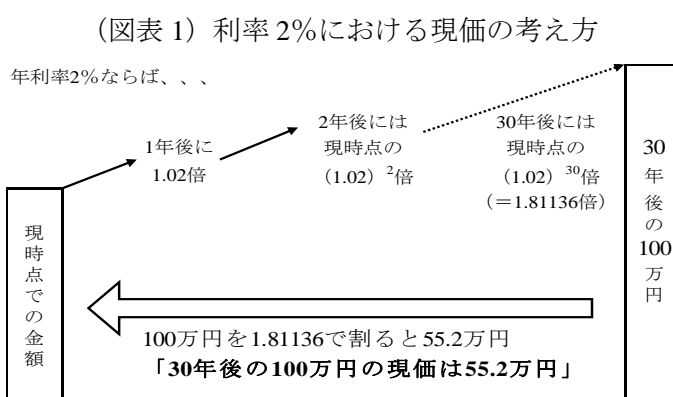 (図表 1)利率 2%における現価の考え方
年利率2%ならば、、、
1年後に
1.02倍
2年後には
現時点の
(1.02)²倍
30年後には
現時点の
(1.02)³⁰倍
(=1.81136倍)
30年後の100万円
現時点での金額
100万円を1.81136で割ると55.2万円
「30年後の100万円の現価は55.2万円」